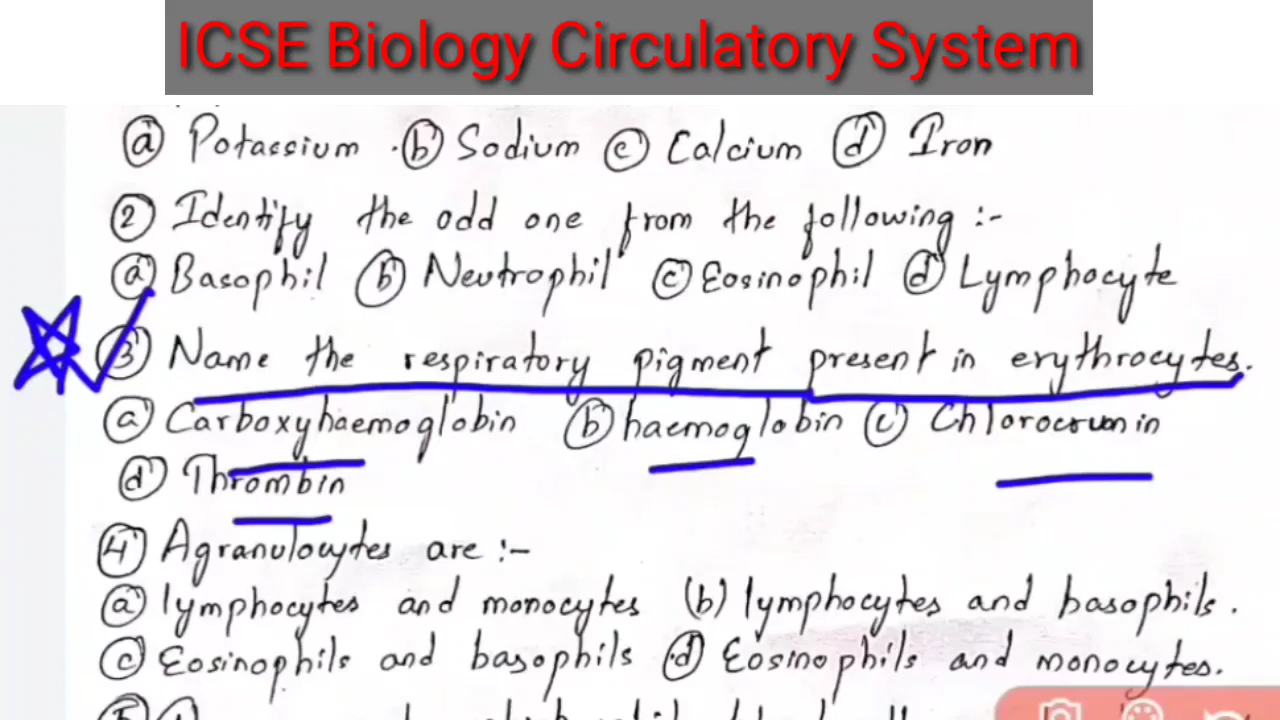 ICSE Biology Circulatory System
(a) Potassium (b) Sodium (c) Calcium (d) Iron
(2) Identify the odd one from the following :-
(a) Basophil (b) Neutrophil (c) Eosinophil (d) Lymphocyte
(3) Name the respiratory pigment present in erythrocytes.
(a) Carboxyhaemoglobin (b) haemoglobin (c) Chlorocrunin
(d) Thrombin
(4) Agranulocytes are :-
(a) lymphocytes and monocytes (b) lymphocytes and basophils.
(c) Eosinophils and basophils (d) Eosinophils and monocytes.